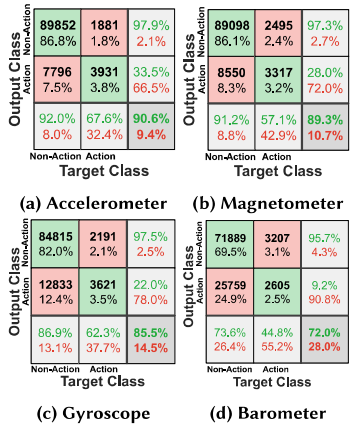 Output Class
Non-Action
Action
89852 1881 97.9%
86.8% 1.8% 2.1%
7796 3931 33.5%
7.5% 3.8% 66.5%
92.0% 67.6% 90.6%
8.0% 32.4% 9.4%
Non-Action Action
Target Class
(a) Accelerometer
Output Class
Non-Action
Action
89098 2495 97.3%
86.1% 2.4% 2.7%
8550 3317 28.0%
8.3% 3.2% 72.0%
91.2% 57.1% 89.3%
8.8% 42.9% 10.7%
Non-Action Action
Target Class
(b) Magnetometer
Output Class
Non-Action
Action
84815 2191 97.5%
82.0% 2.1% 2.5%
12833 3621 22.0%
12.4% 3.5% 78.0%
86.9% 62.3% 85.5%
13.1% 37.7% 14.5%
Non-Action Action
Target Class
(c) Gyroscope
Output Class
Non-Action
Action
71889 3207 95.7%
69.5% 3.1% 4.3%
25759 2605 9.2%
24.9% 2.5% 90.8%
73.6% 44.8% 72.0%
26.4% 55.2% 28.0%
Non-Action Action
Target Class
(d) Barometer